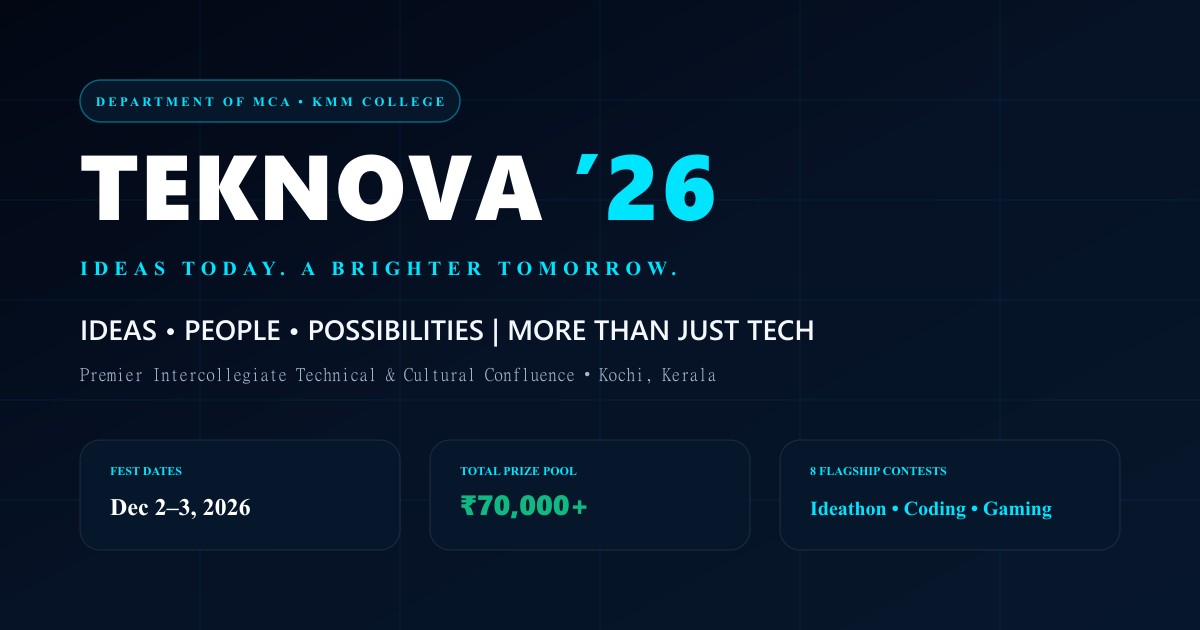 DEPARTMENT OF MCA • KMM COLLEGE
TEKNOVA ’26
IDEAS TODAY. A BRIGHTER TOMORROW.
IDEAS • PEOPLE • POSSIBILITIES | MORE THAN JUST TECH
Premier Intercollegiate Technical & Cultural Confluence • Kochi, Kerala
FEST DATES
Dec 2–3, 2026
TOTAL PRIZE POOL
₹70,000+
8 FLAGSHIP CONTESTS
Ideathon • Coding • Gaming